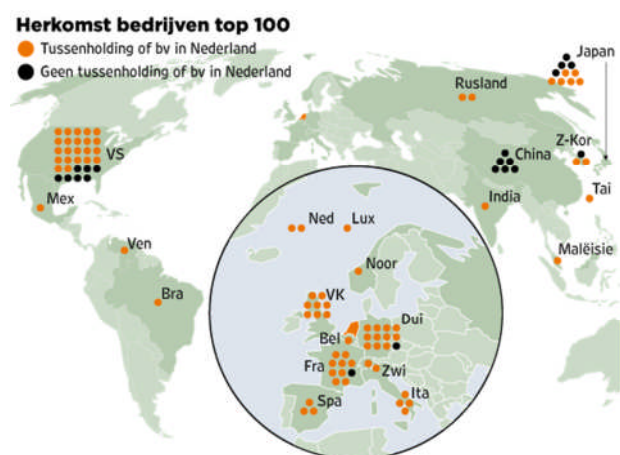 Herkomst bedrijven top 100
Tussenholding of bv in Nederland
Geen tussenholding of bv in Nederland
Japan
Rusland
VS
China
Z-Kor
Mex
India
Tai
Ven
Ned
Lux
Maleïsie
Noor
Bra
VK
Dui
Bel
Fra
Zwi
Spa
Ita